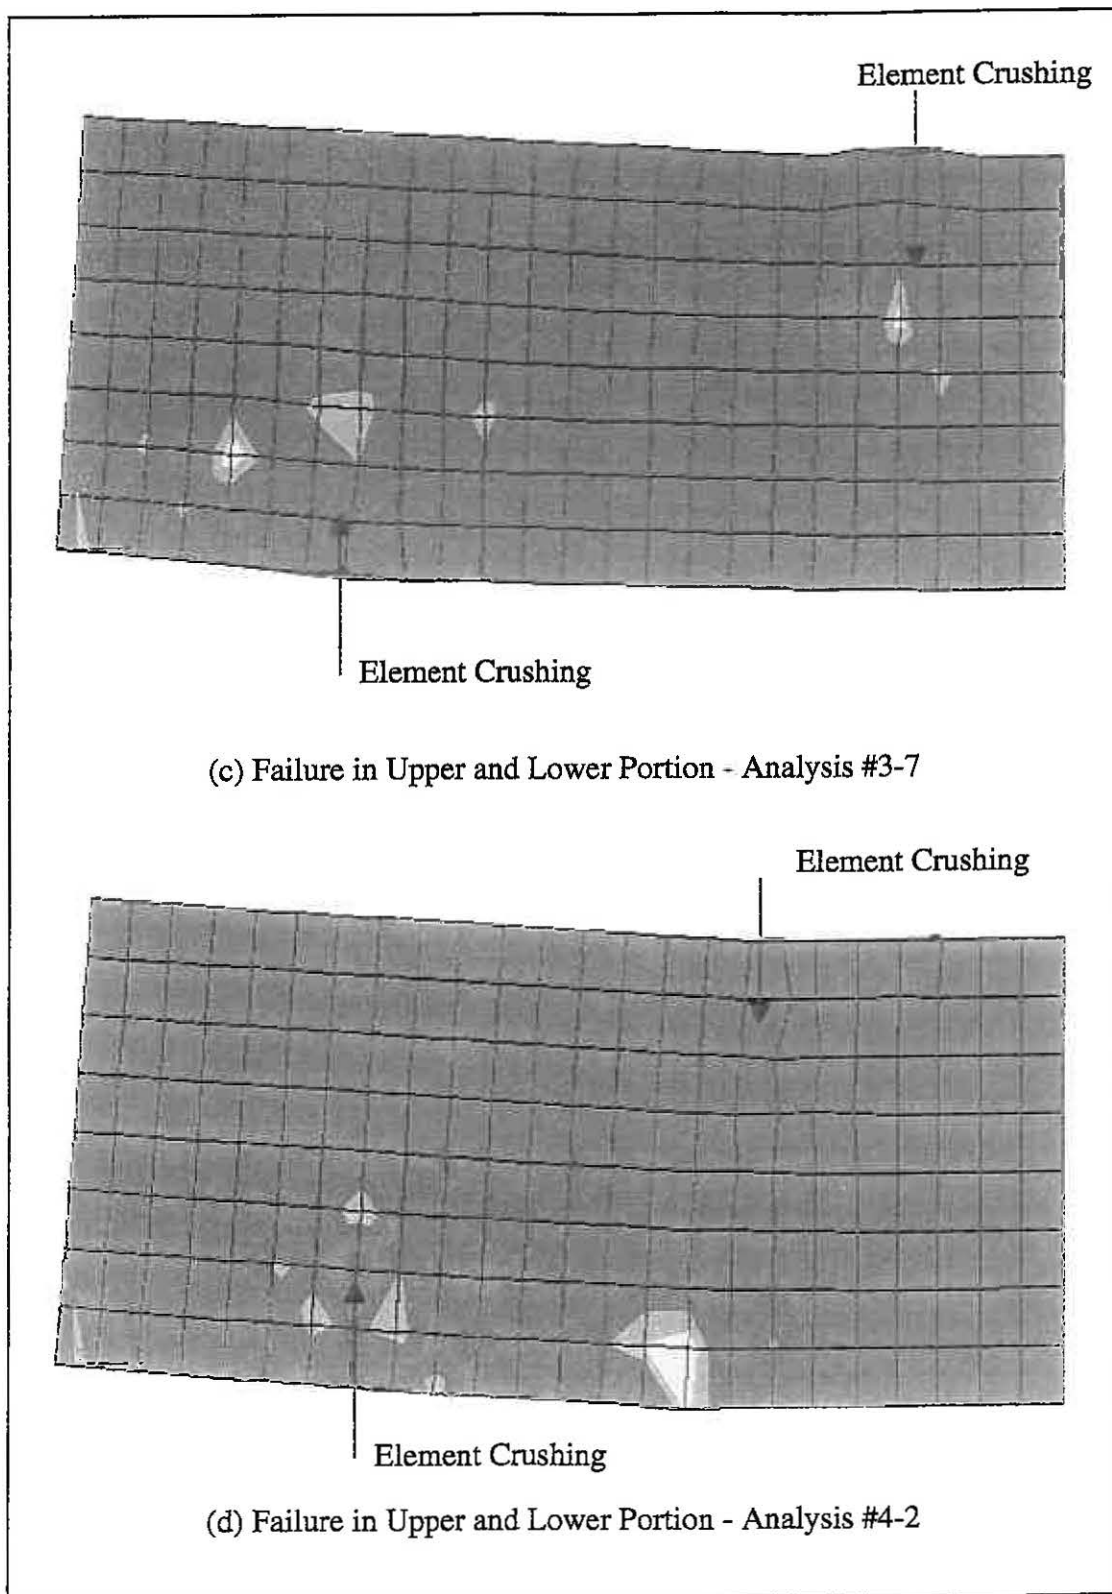 Element Crushing
Element Crushing
(c) Failure in Upper and Lower Portion - Analysis #3-7
Element Crushing
Element Crushing
(d) Failure in Upper and Lower Portion - Analysis #4-2